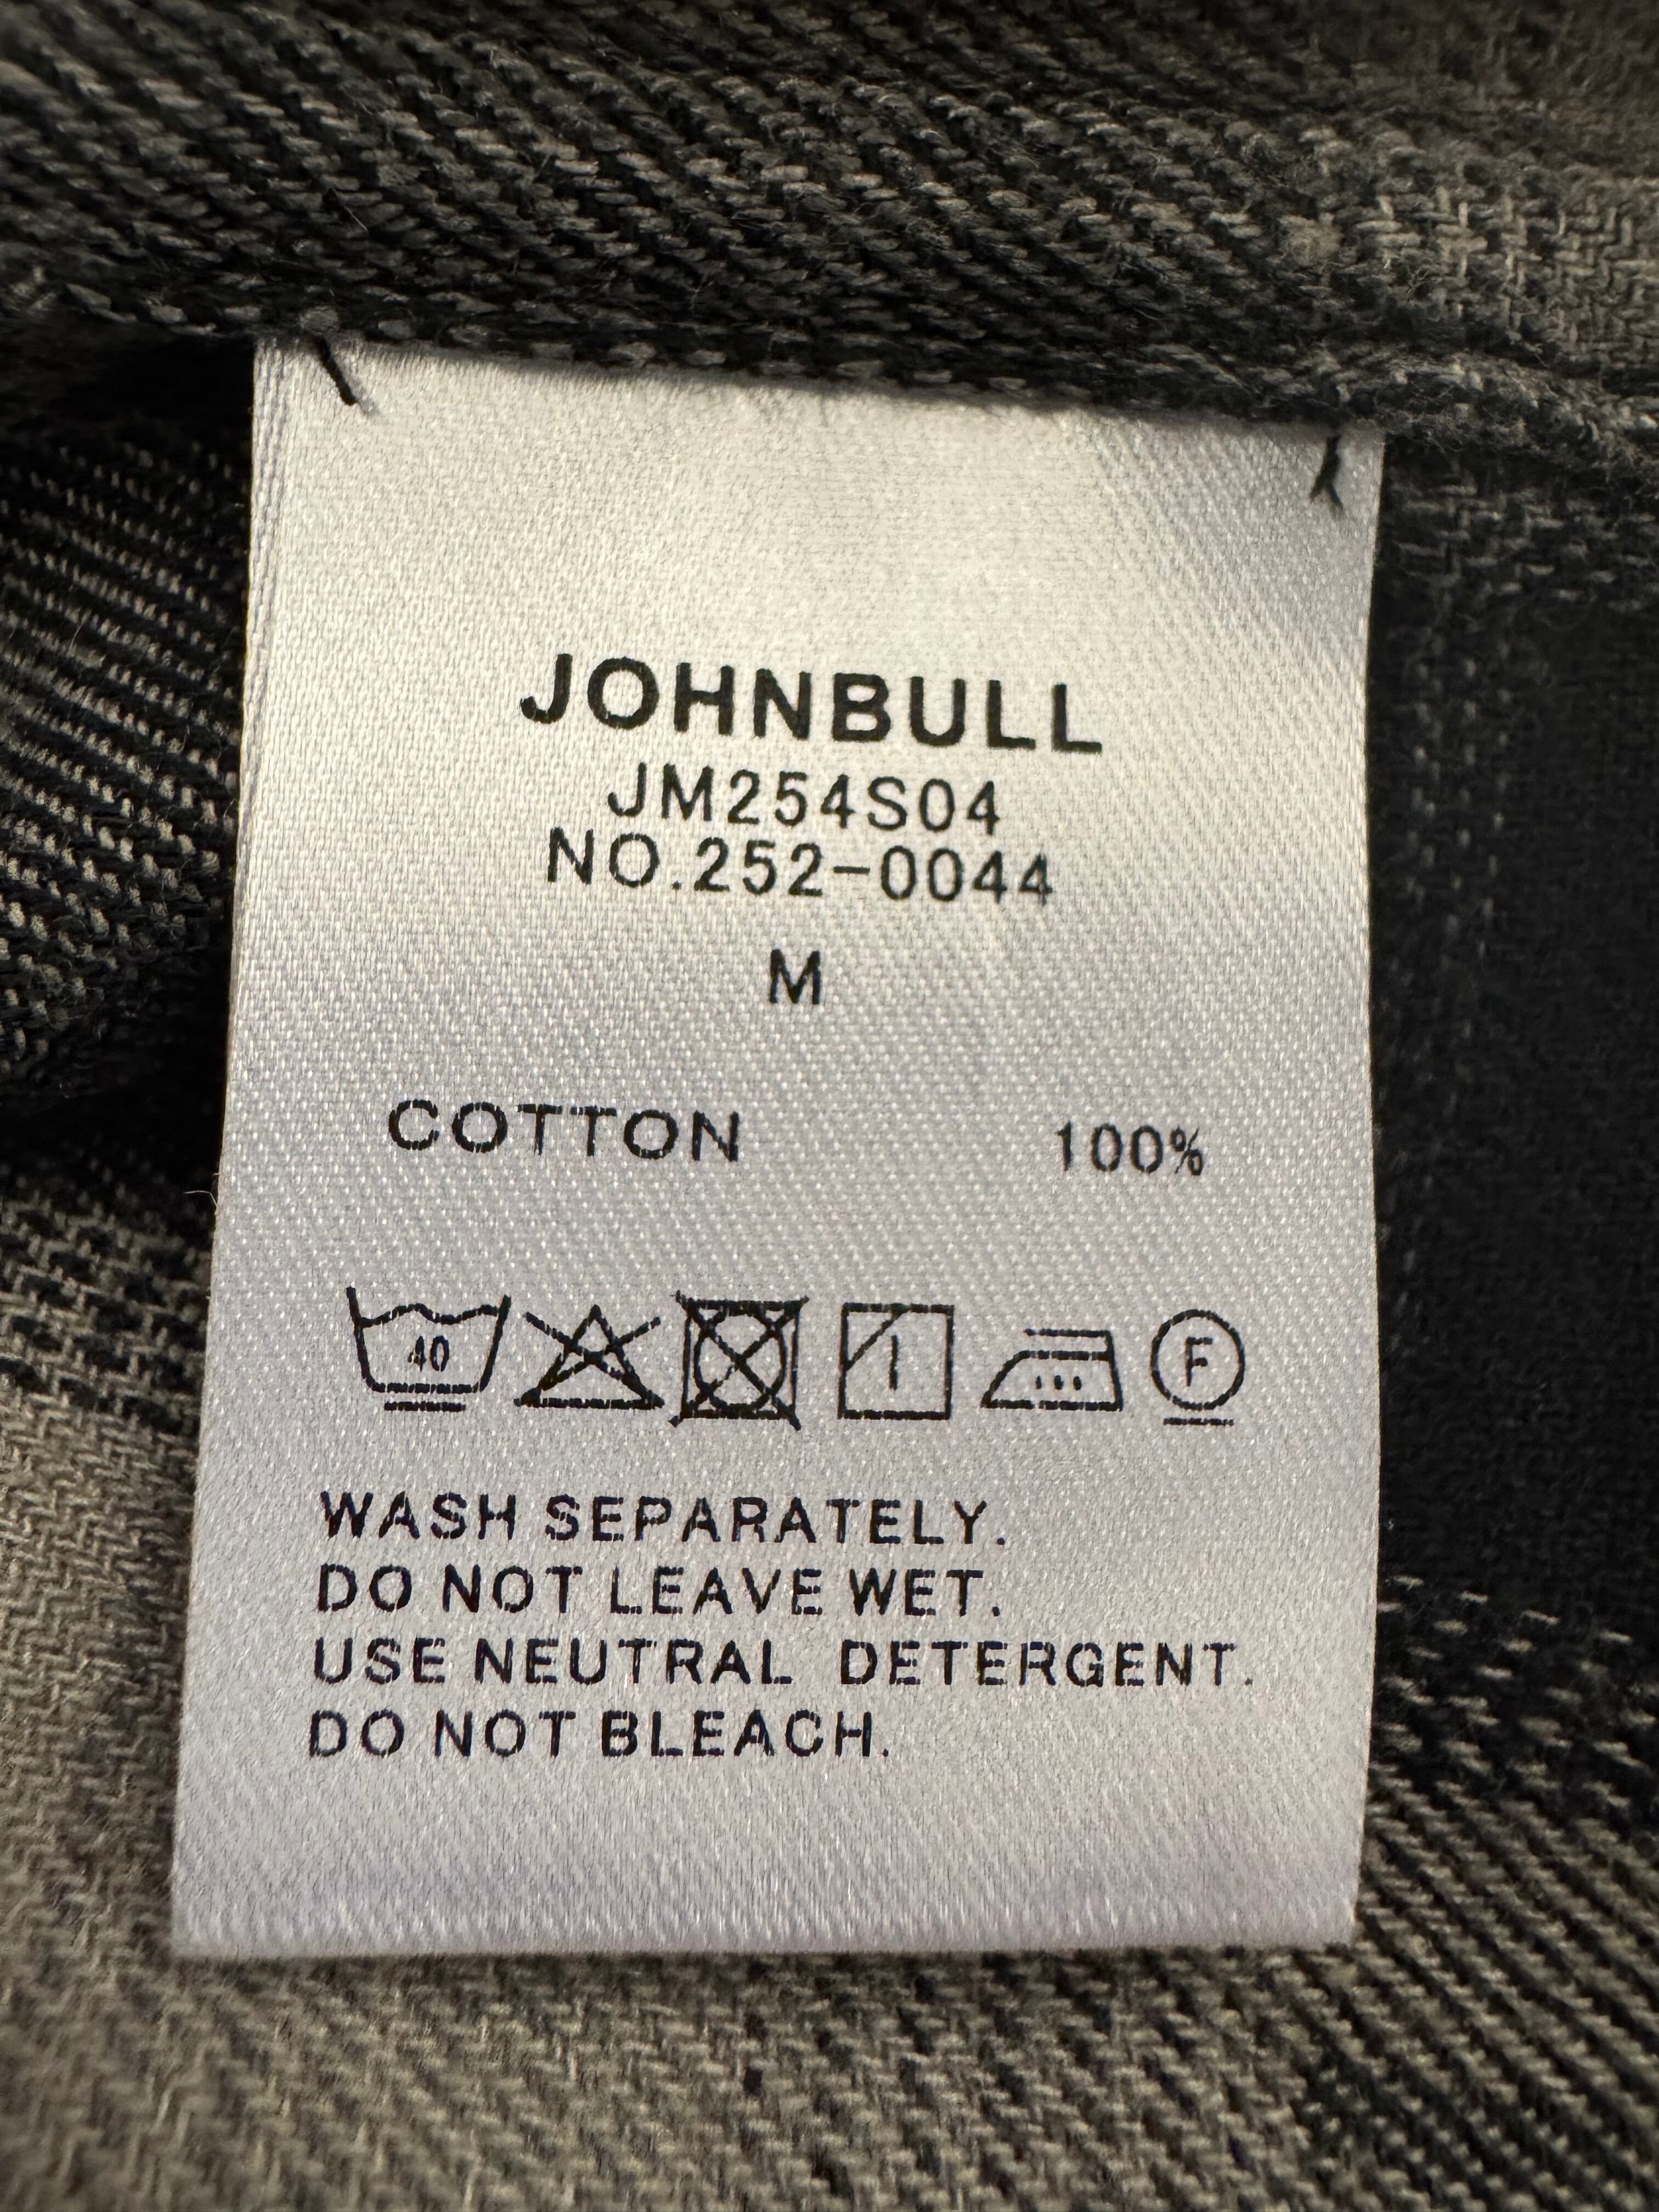 JOHNBULL
JM254S04
NO.252-0044
M
COTTON 100%
40 F
WASH SEPARATELY.
DO NOT LEAVE WET.
USE NEUTRAL DETERGENT.
DO NOT BLEACH.